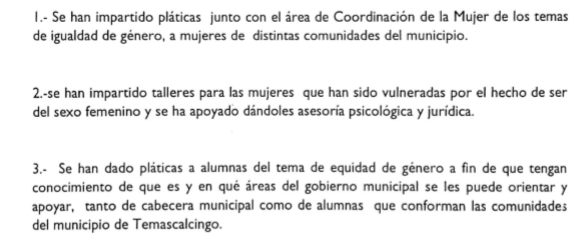 1.- Se han impartido pláticas junto con el área de Coordinación de la Mujer de los temas
de igualdad de género, a mujeres de distintas comunidades del municipio.
2.-se han impartido talleres para las mujeres que han sido vulneradas por el hecho de ser
del sexo femenino y se ha apoyado dándoles asesoría psicológica y jurídica.
3.- Se han dado pláticas a alumnas del tema de equidad de género a fin de que tengan
conocimiento de que es y en qué áreas del gobierno municipal se les puede orientar y
apoyar, tanto de cabecera municipal como de alumnas que conforman las comunidades
del municipio de Temascalcingo.